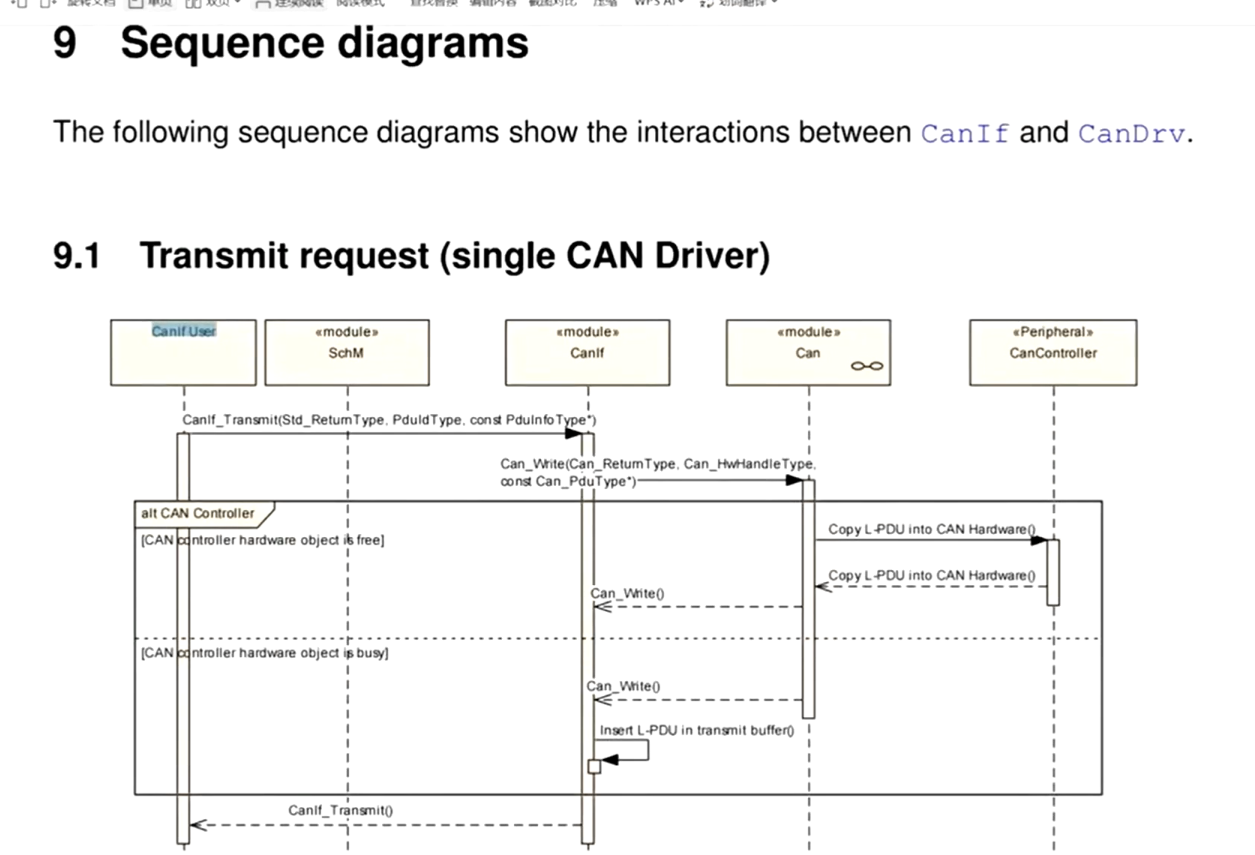 9 Sequence diagrams
The following sequence diagrams show the interactions between CanIf and CanDrv.
9.1 Transmit request (single CAN Driver)
CanIf User
«module»
SchM
«module»
CanIf
«module»
Can
«Peripheral»
CanController
CanIf_Transmit(Std_ReturnType, PduIdType, const PduInfoType*)
Can_Write(Can_ReturnType, Can_HwHandleType,
const Can_PduType*)
alt CAN Controller
[CAN controller hardware object is free]
Copy L-PDU into CAN Hardware()
Copy L-PDU into CAN Hardware()
Can_Write()
[CAN controller hardware object is busy]
Can_Write()
Insert L-PDU in transmit buffer()
CanIf_Transmit()